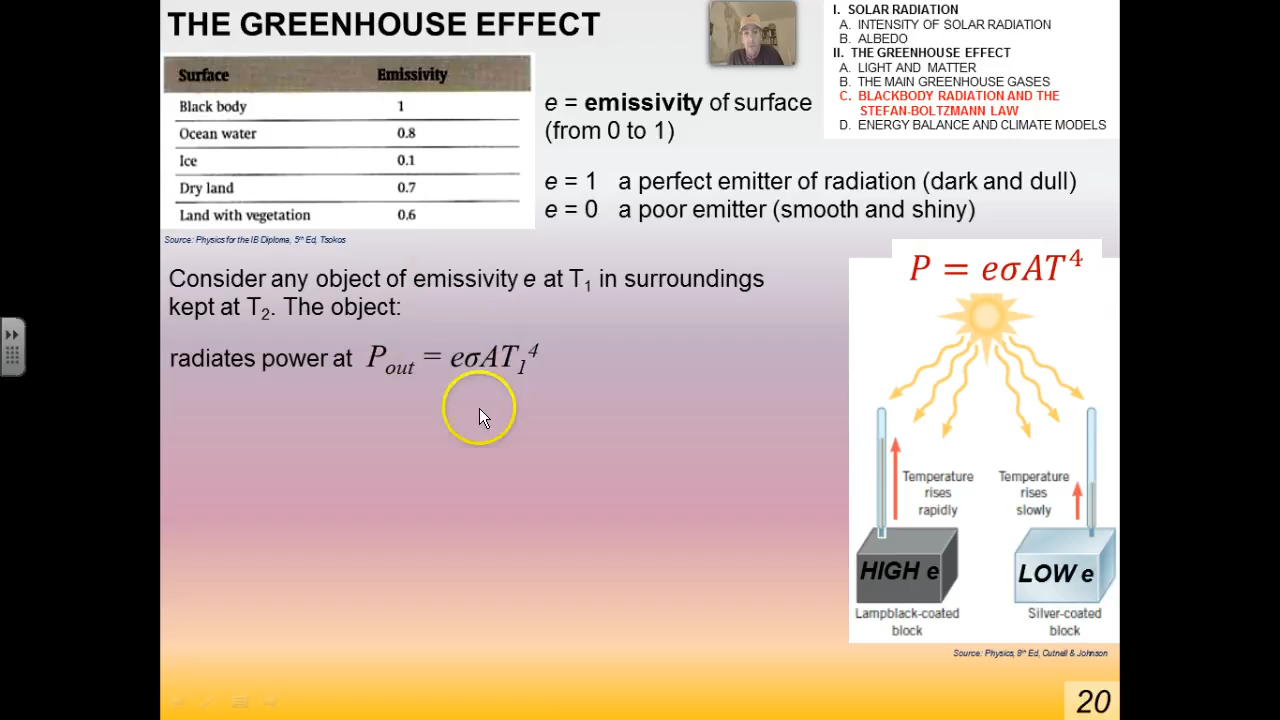 THE GREENHOUSE EFFECT
I. SOLAR RADIATION
A. INTENSITY OF SOLAR RADIATION
B. ALBEDO
II. THE GREENHOUSE EFFECT
A. LIGHT AND MATTER
B. THE MAIN GREENHOUSE GASES
C. BLACKBODY RADIATION AND THE
STEFAN-BOLTZMANN LAW
D. ENERGY BALANCE AND CLIMATE MODELS
Surface Emissivity
Black body 1
Ocean water 0.8
Ice 0.1
Dry land 0.7
Land with vegetation 0.6
Source: Physics for the IB Diploma, 5th Ed, Tsokos
e = emissivity of surface
(from 0 to 1)
e = 1 a perfect emitter of radiation (dark and dull)
e = 0 a poor emitter (smooth and shiny)
Consider any object of emissivity e at T₁ in surroundings
kept at T₂. The object:
radiates power at P_out = eσAT₁⁴
P = eσAT⁴
Temperature
rises
rapidly
Temperature
rises
slowly
HIGH e
LOW e
Lampblack-coated
block
Silver-coated
block
Source: Physics, 8th Ed, Cutnell & Johnson
20